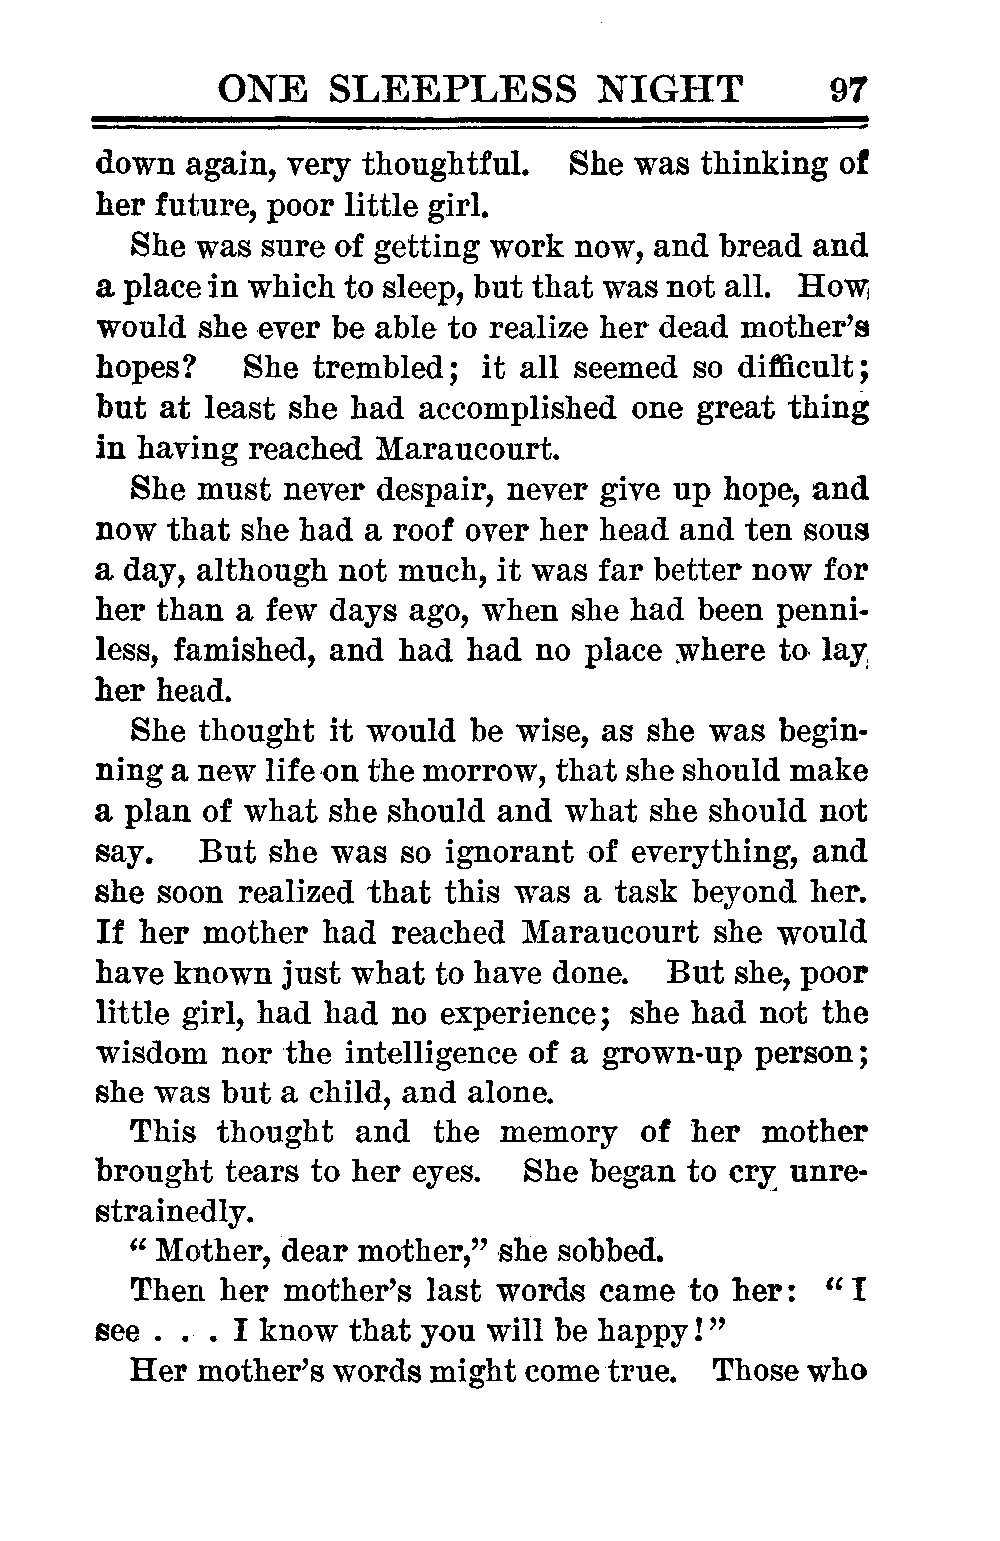 ONE SLEEPLESS NIGHT 97
down again, very thoughtful. She was thinking of
her future, poor little girl.
She was sure of getting work now, and bread and
a place in which to sleep, but that was not all. How
would she ever be able to realize her dead mother's
hopes? She trembled; it all seemed so difficult;
but at least she had accomplished one great thing
in having reached Maraucourt.
She must never despair, never give up hope, and
now that she had a roof over her head and ten sous
a day, although not much, it was far better now for
her than a few days ago, when she had been penni-
less, famished, and had had no place where to lay
her head.
She thought it would be wise, as she was begin-
ning a new life on the morrow, that she should make
a plan of what she should and what she should not
say. But she was so ignorant of everything, and
she soon realized that this was a task beyond her.
If her mother had reached Maraucourt she would
have known just what to have done. But she, poor
little girl, had had no experience; she had not the
wisdom nor the intelligence of a grown-up person;
she was but a child, and alone.
This thought and the memory of her mother
brought tears to her eyes. She began to cry unre-
strainedly.
“Mother, dear mother,” she sobbed.
Then her mother's last words came to her: “I
see . . . I know that you will be happy!”
Her mother's words might come true. Those who